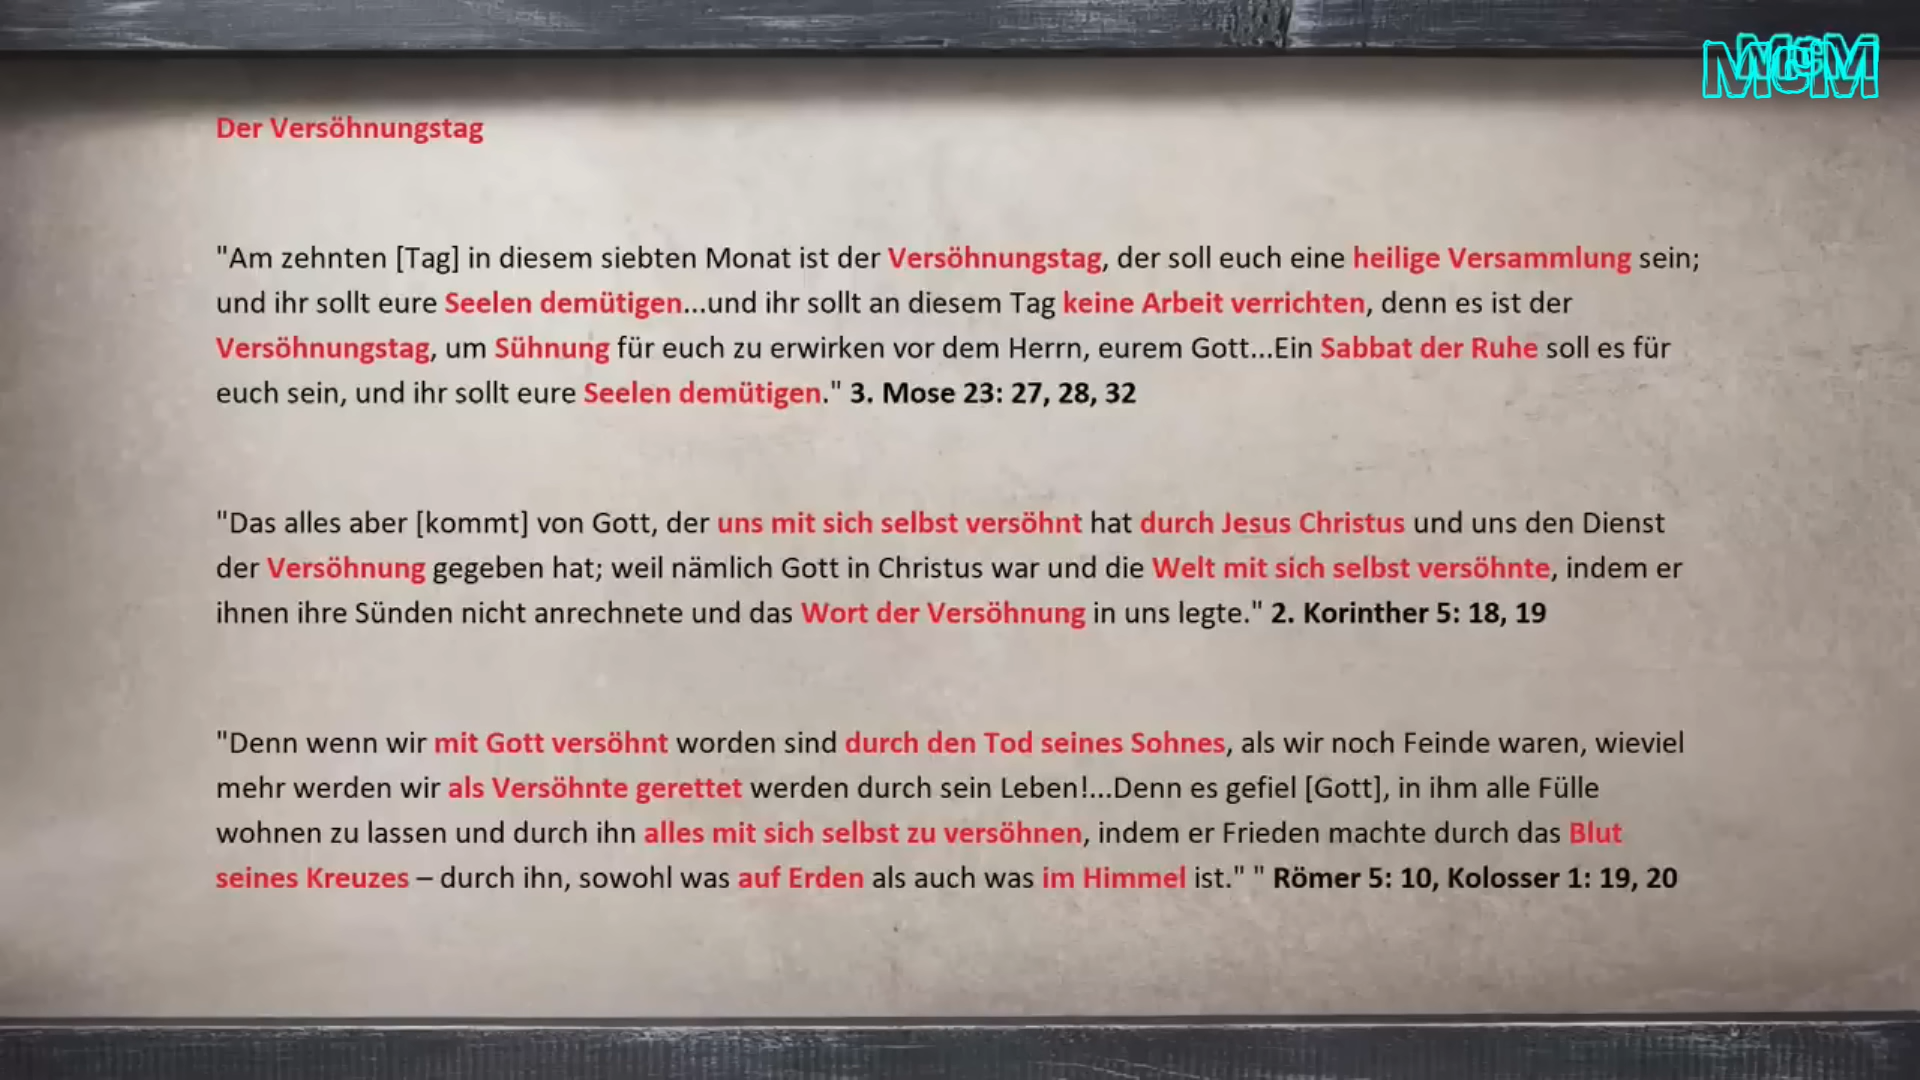 Der Versöhnungstag
"Am zehnten [Tag] in diesem siebten Monat ist der Versöhnungstag, der soll euch eine heilige Versammlung sein;
und ihr sollt eure Seelen demütigen...und ihr sollt an diesem Tag keine Arbeit verrichten, denn es ist der
Versöhnungstag, um Sühnung für euch zu erwirken vor dem Herrn, eurem Gott...Ein Sabbat der Ruhe soll es für
euch sein, und ihr sollt eure Seelen demütigen." 3. Mose 23: 27, 28, 32
"Das alles aber [kommt] von Gott, der uns mit sich selbst versöhnt hat durch Jesus Christus und uns den Dienst
der Versöhnung gegeben hat; weil nämlich Gott in Christus war und die Welt mit sich selbst versöhnte, indem er
ihnen ihre Sünden nicht anrechnete und das Wort der Versöhnung in uns legte." 2. Korinther 5: 18, 19
"Denn wenn wir mit Gott versöhnt worden sind durch den Tod seines Sohnes, als wir noch Feinde waren, wieviel
mehr werden wir als Versöhnte gerettet werden durch sein Leben!...Denn es gefiel [Gott], in ihm alle Fülle
wohnen zu lassen und durch ihn alles mit sich selbst zu versöhnen, indem er Frieden machte durch das Blut
seines Kreuzes – durch ihn, sowohl was auf Erden als auch was im Himmel ist." " Römer 5: 10, Kolosser 1: 19, 20